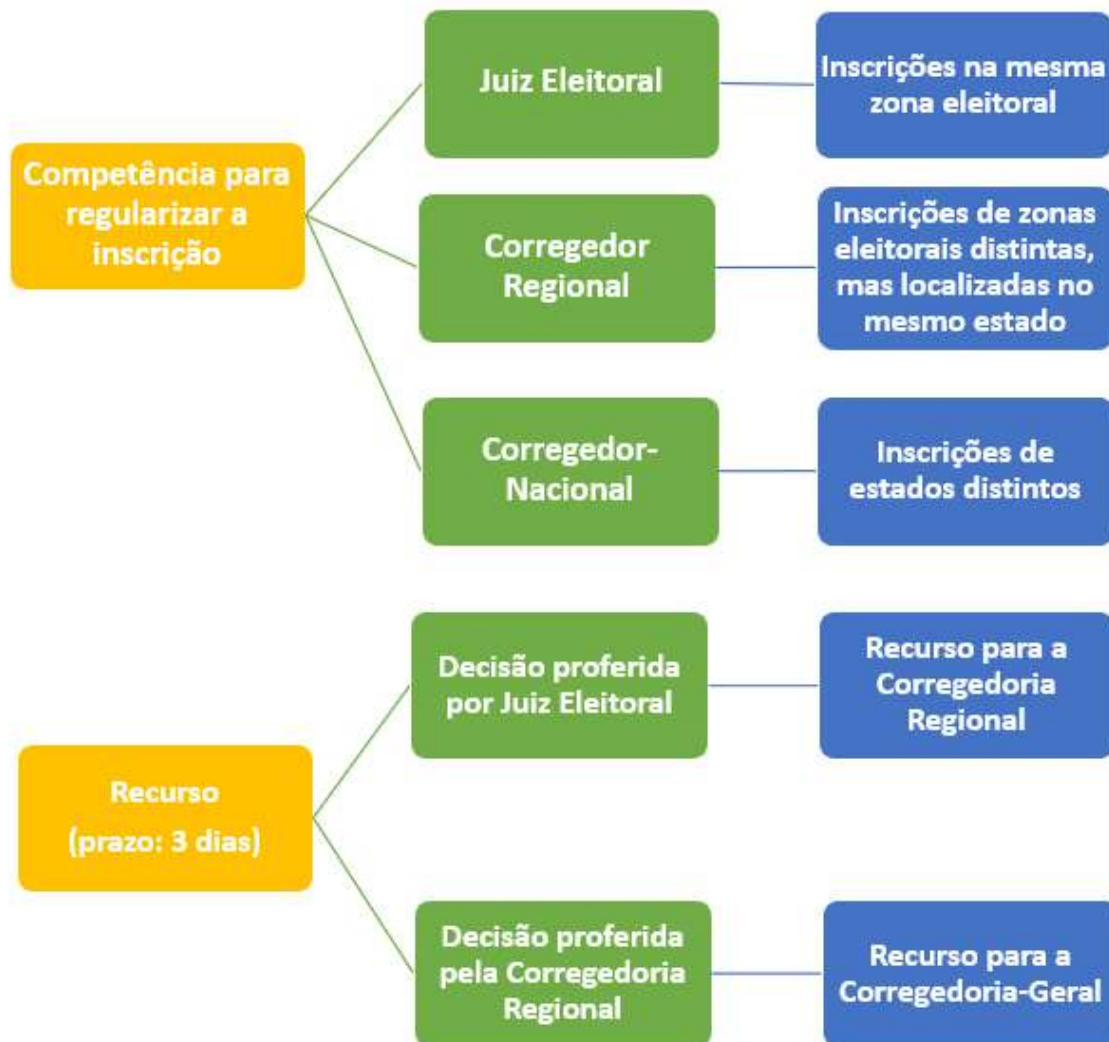 Competência para
regularizar a
inscrição
Juiz Eleitoral
Inscrições na mesma
zona eleitoral
Corregedor
Regional
Inscrições de zonas
eleitorais distintas,
mas localizadas no
mesmo estado
Corregedor-
Nacional
Inscrições de
estados distintos
Recurso
(prazo: 3 dias)
Decisão proferida
por Juiz Eleitoral
Recurso para a
Corregedoria
Regional
Decisão proferida
pela Corregedoria
Regional
Recurso para a
Corregedoria-Geral